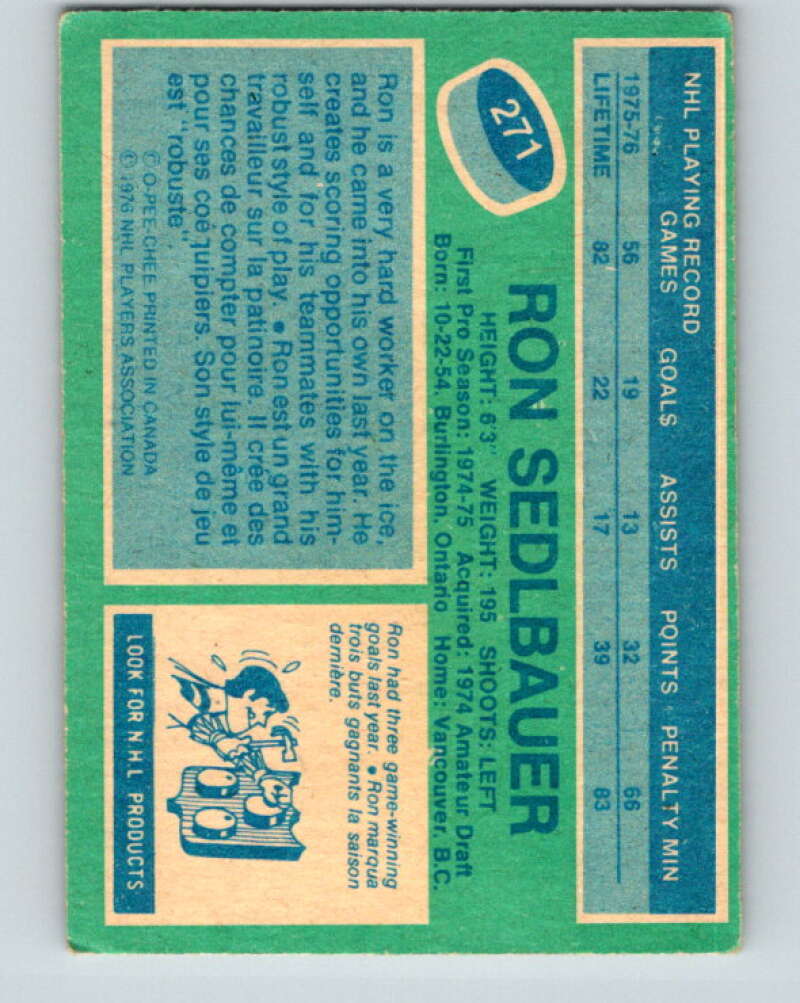 NHL PLAYING RECORD
GAMES GOALS ASSISTS POINTS PENALTY MIN
1975-76 56 19 13 32 66
LIFETIME 82 22 17 39 83
271
RON SEDLBAUER
HEIGHT: 6'3" WEIGHT: 195 SHOOTS: LEFT
First Pro Season: 1974-75 Acquired: 1974 Amateur Draft
Born: 10-22-54, Burlington, Ontario Home: Vancouver, B.C.
Ron is a very hard worker on the ice,
and he came into his own last year. He
creates scoring opportunities for him-
self and for his teammates with his
robust style of play. • Ron est un grand
travailleur sur la patinoire. Il crée des
chances de compter pour lui-même et
pour ses coéquipiers. Son style de jeu
est "robuste".
© O-PEE-CHEE PRINTED IN CANADA
© 1976 NHL PLAYERS ASSOCIATION
Ron had three game-winning
goals last year. • Ron marqua
trois buts gagnants la saison
dernière.
LOOK FOR N.H.L PRODUCTS